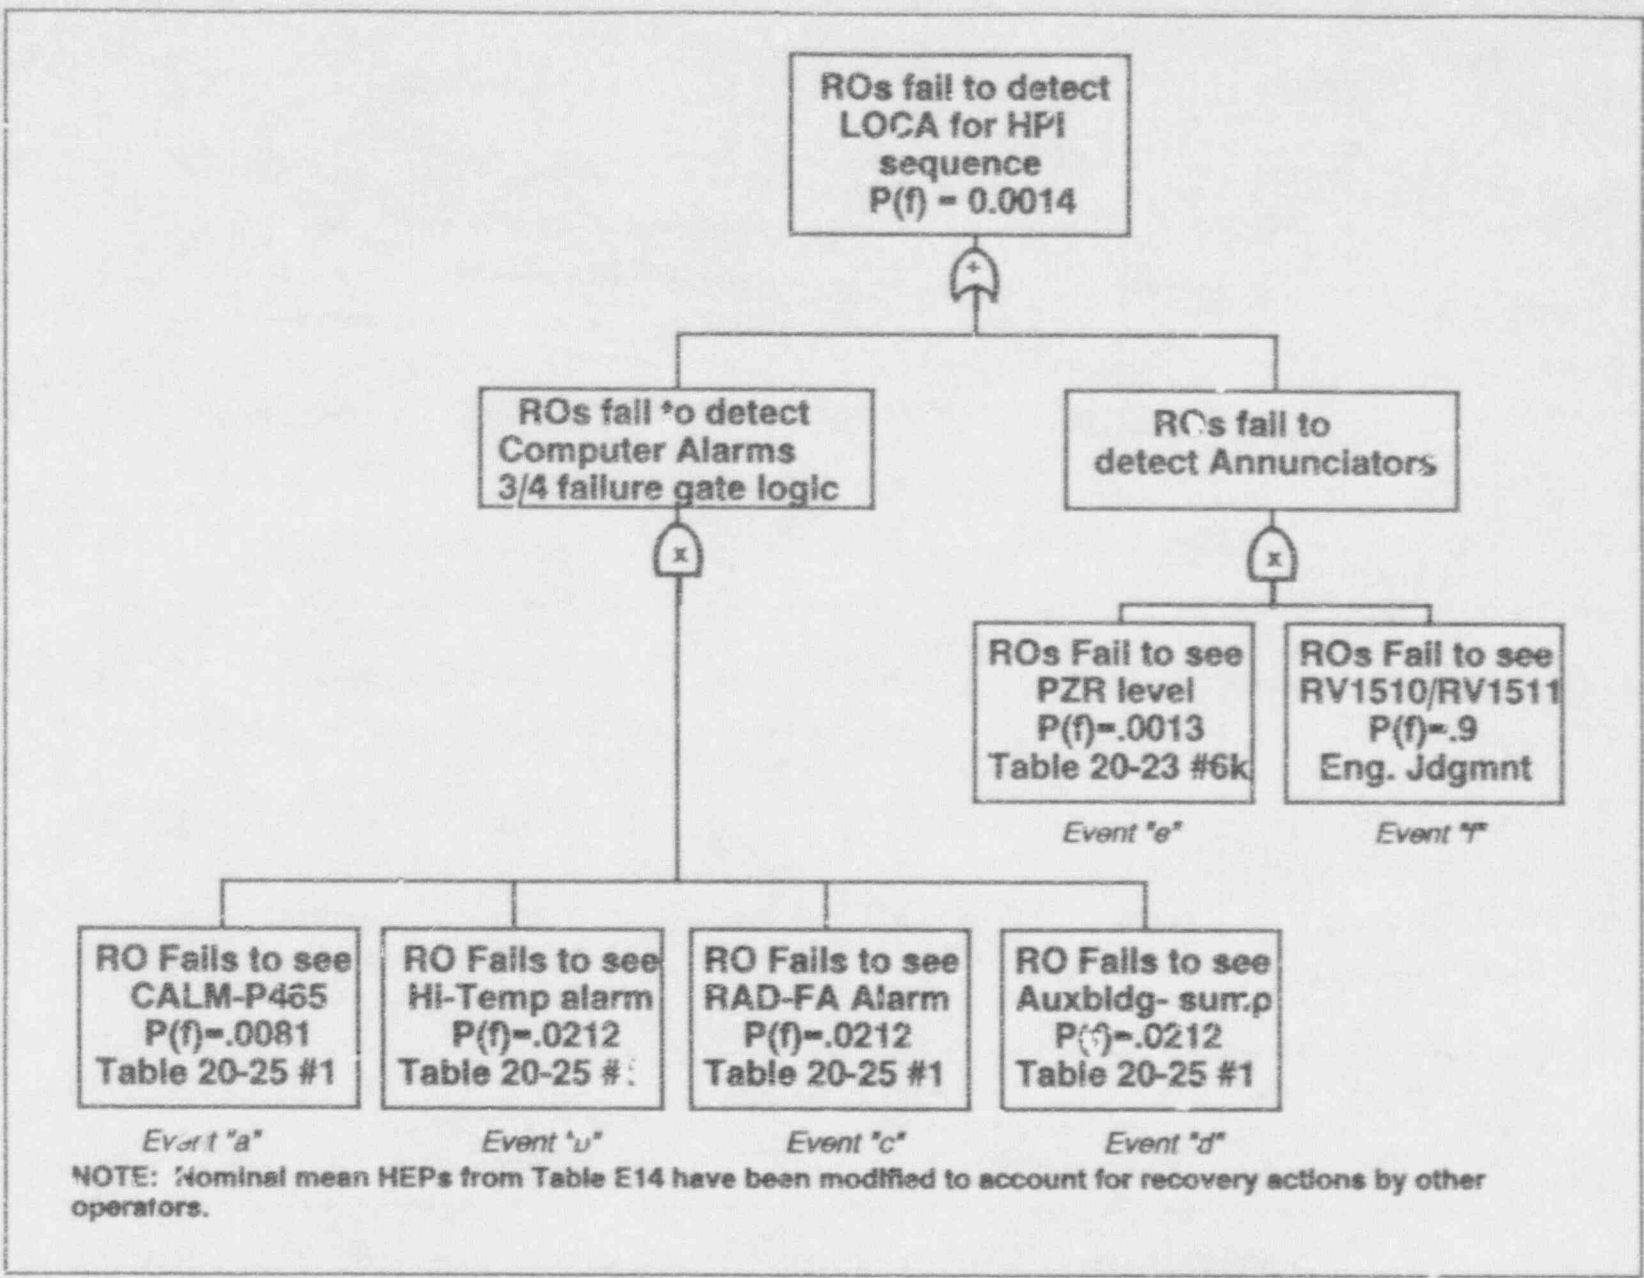 ROs fail to detect
LOCA for HPI
sequence
P(f) = 0.0014
+
ROs fail to detect
Computer Alarms
3/4 failure gate logic
ROs fail to
detect Annunciators
x
x
ROs Fail to see
PZR level
P(f)=.0013
Table 20-23 #6k
Event "e"
ROs Fail to see
RV1510/RV1511
P(f)=.9
Eng. Jdgmnt
Event "f"
RO Fails to see
CALM-P465
P(f)=.0081
Table 20-25 #1
Event "a"
RO Fails to see
Hi-Temp alarm
P(f)=.0212
Table 20-25
Event
RO Fails to see
RAD-FA Alarm
P(f)=.0212
Table 20-25 #1
Event "c"
RO Fails to see
Auxbldg- sump
P(f)=.0212
Table 20-25 #1
Event "d"
NOTE: Nominal mean HEPs from Table E14 have been modified to account for recovery actions by other
operators.